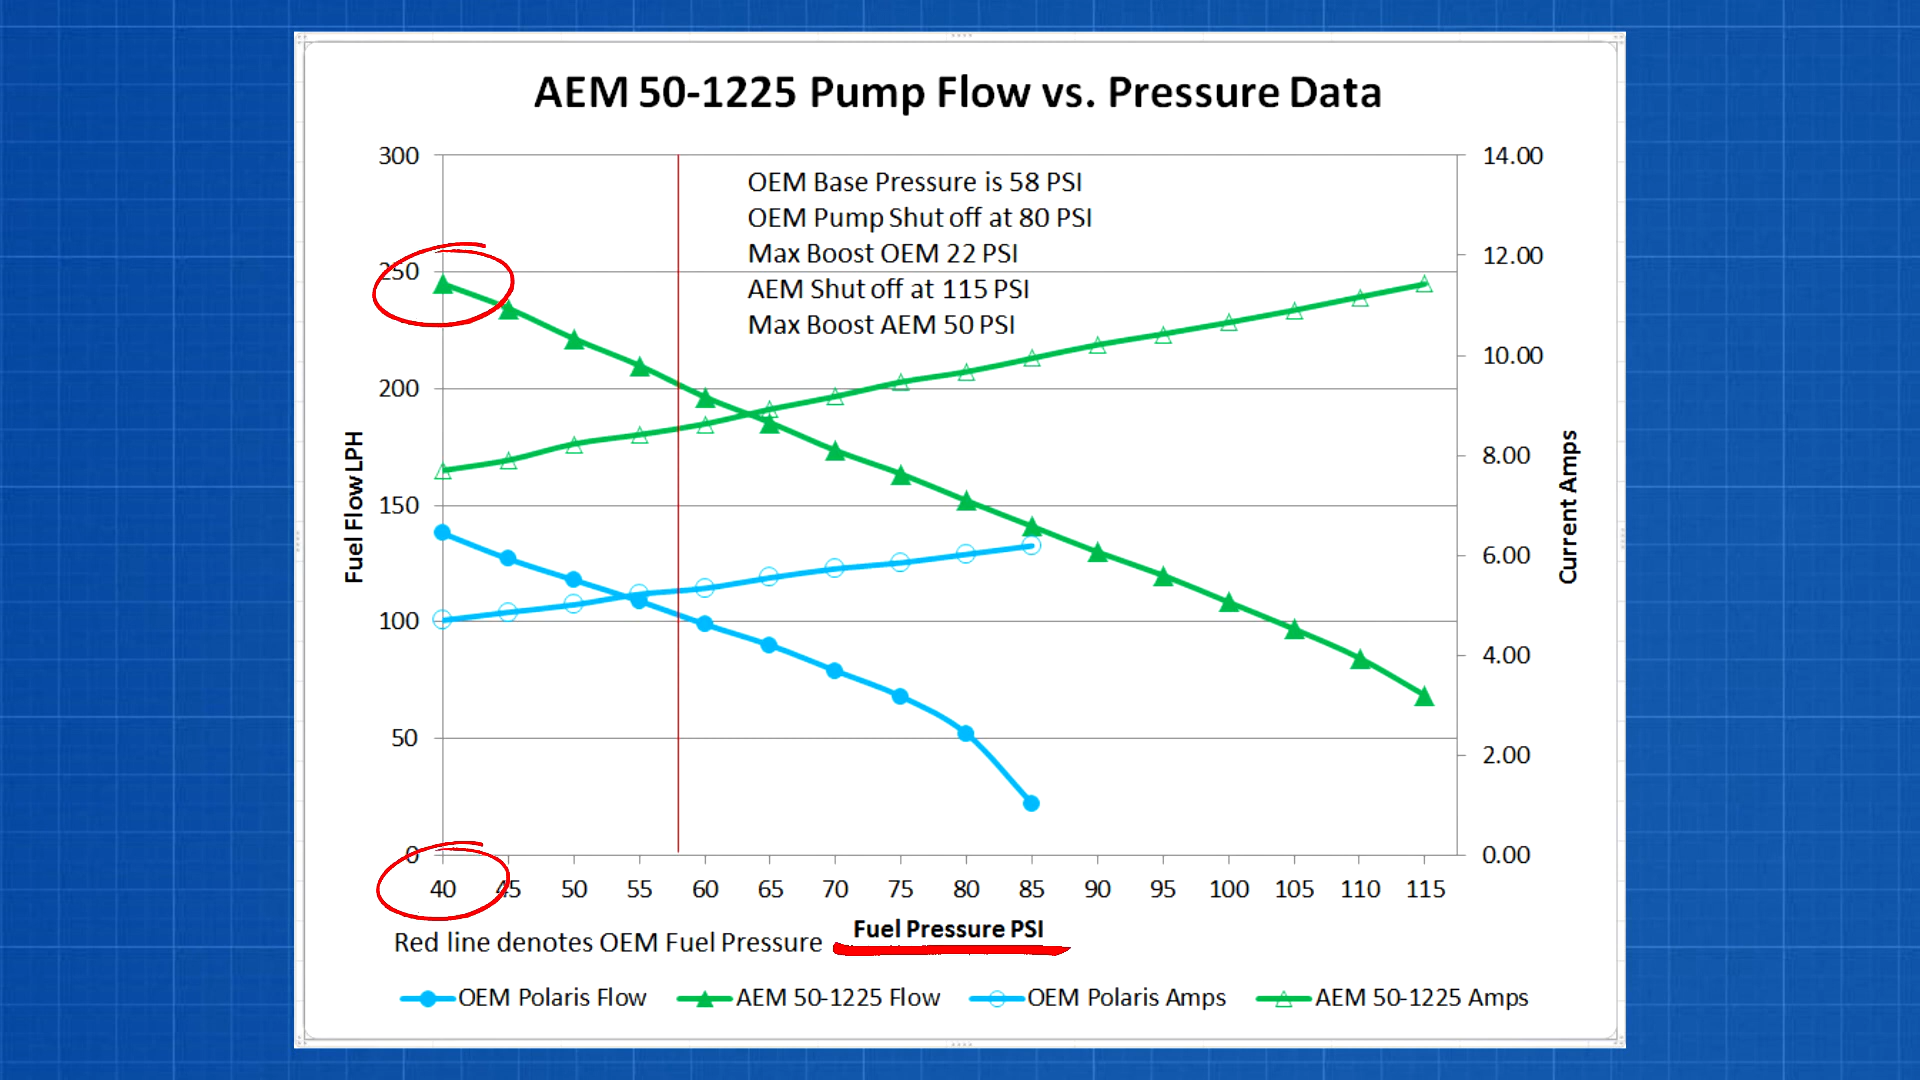 AEM 50-1225 Pump Flow vs. Pressure Data
300
250
200
150
100
50
0
14.00
12.00
10.00
8.00
6.00
4.00
2.00
0.00
OEM Base Pressure is 58 PSI
OEM Pump Shut off at 80 PSI
Max Boost OEM 22 PSI
AEM Shut off at 115 PSI
Max Boost AEM 50 PSI
Fuel Flow LPH
Current Amps
40 45 50 55 60 65 70 75 80 85 90 95 100 105 110 115
Fuel Pressure PSI
Red line denotes OEM Fuel Pressure
OEM Polaris Flow AEM 50-1225 Flow OEM Polaris Amps AEM 50-1225 Amps